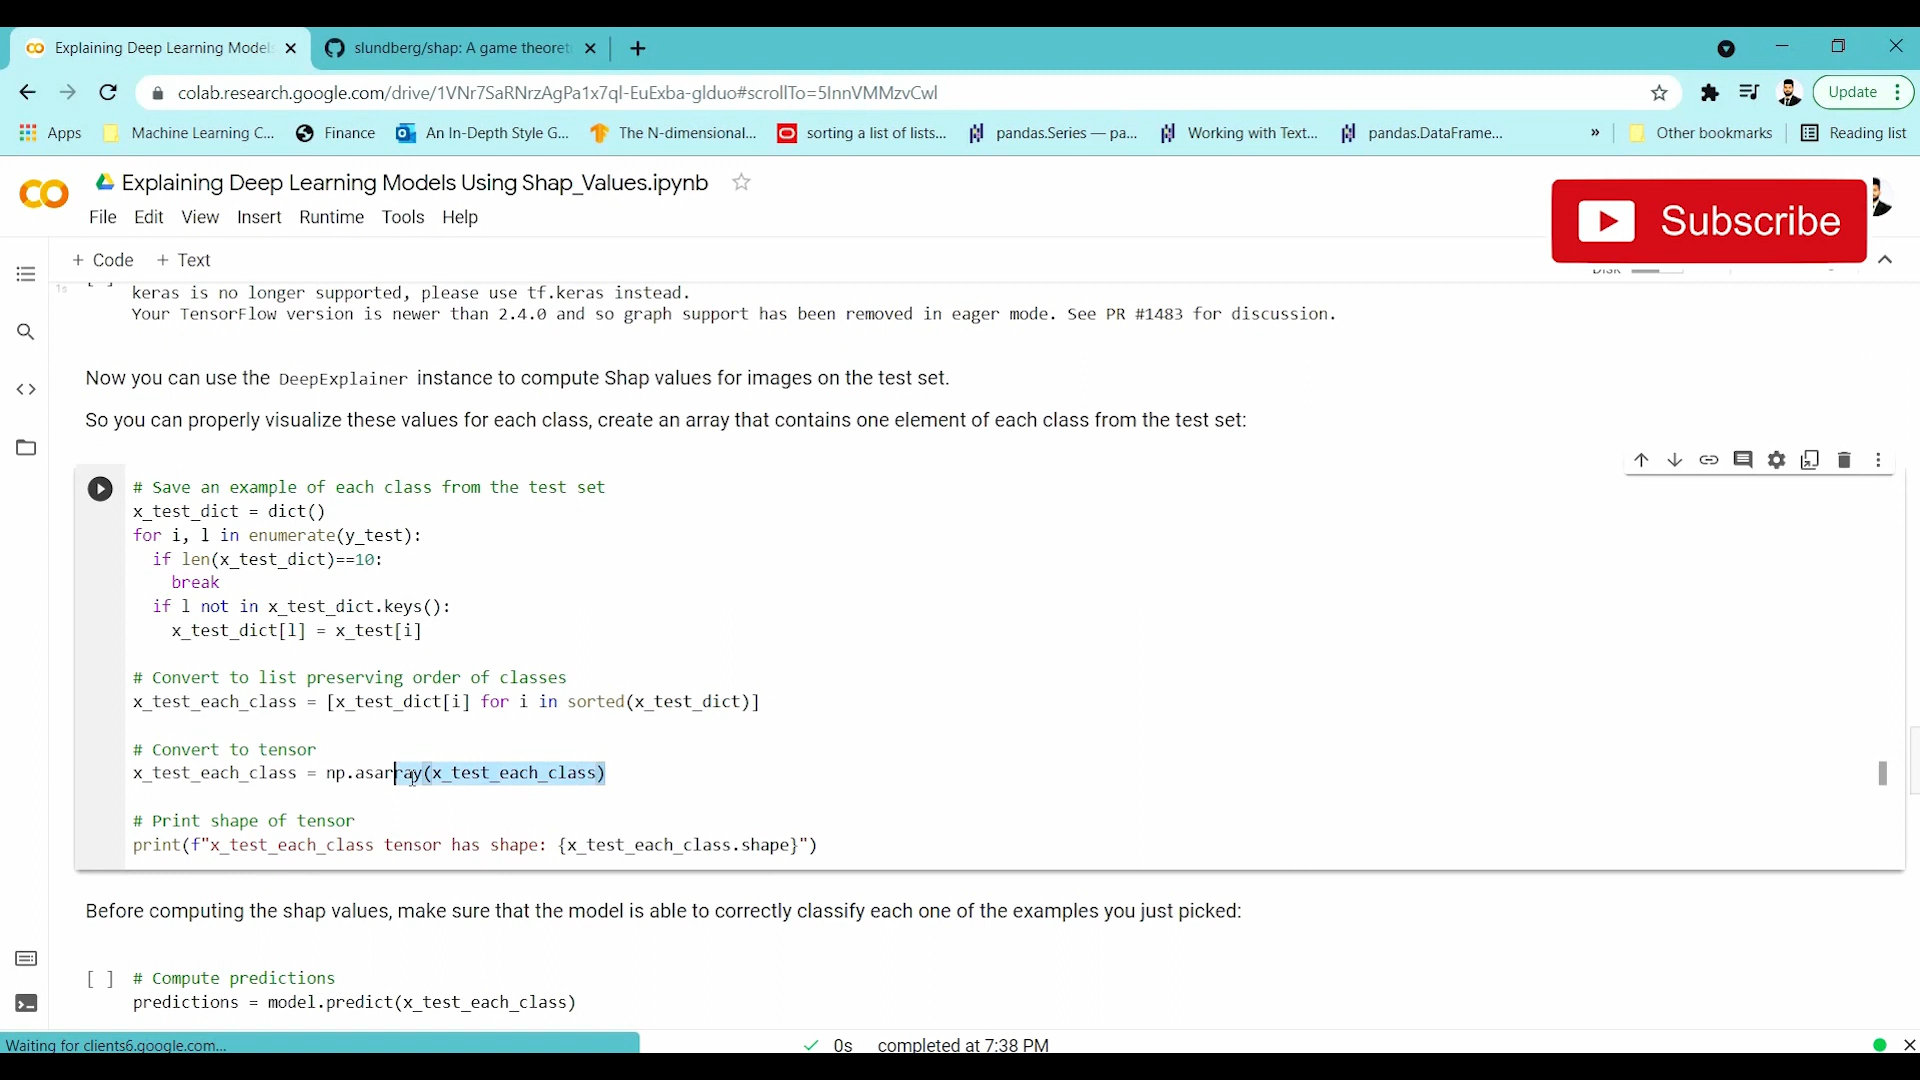 Explaining Deep Learning Models
slundberg/shap: A game theoret
colab.research.google.com/drive/1VNr7SaRNrzAgPa1x7ql-EuExba-glduo#scrollTo=5InnVMMzvCwl
Update
Apps
Machine Learning C...
Finance
An In-Depth Style G...
The N-dimensional...
sorting a list of lists...
pandas.Series — pa...
Working with Text...
pandas.DataFrame...
»
Other bookmarks
Reading list
CO
Explaining Deep Learning Models Using Shap_Values.ipynb
File Edit View Insert Runtime Tools Help
Subscribe
+ Code + Text
DISK
1s
keras is no longer supported, please use tf.keras instead.
Your TensorFlow version is newer than 2.4.0 and so graph support has been removed in eager mode. See PR #1483 for discussion.
Now you can use the DeepExplainer instance to compute Shap values for images on the test set.
So you can properly visualize these values for each class, create an array that contains one element of each class from the test set:
# Save an example of each class from the test set
x_test_dict = dict()
for i, l in enumerate(y_test):
if len(x_test_dict)==10:
break
if l not in x_test_dict.keys():
x_test_dict[l] = x_test[i]
# Convert to list preserving order of classes
x_test_each_class = [x_test_dict[i] for i in sorted(x_test_dict)]
# Convert to tensor
x_test_each_class = np.asarray(x_test_each_class)
# Print shape of tensor
print(f"x_test_each_class tensor has shape: {x_test_each_class.shape}")
Before computing the shap values, make sure that the model is able to correctly classify each one of the examples you just picked:
[ ] # Compute predictions
predictions = model.predict(x_test_each_class)
Waiting for clients6.google.com...
0s completed at 7:38 PM